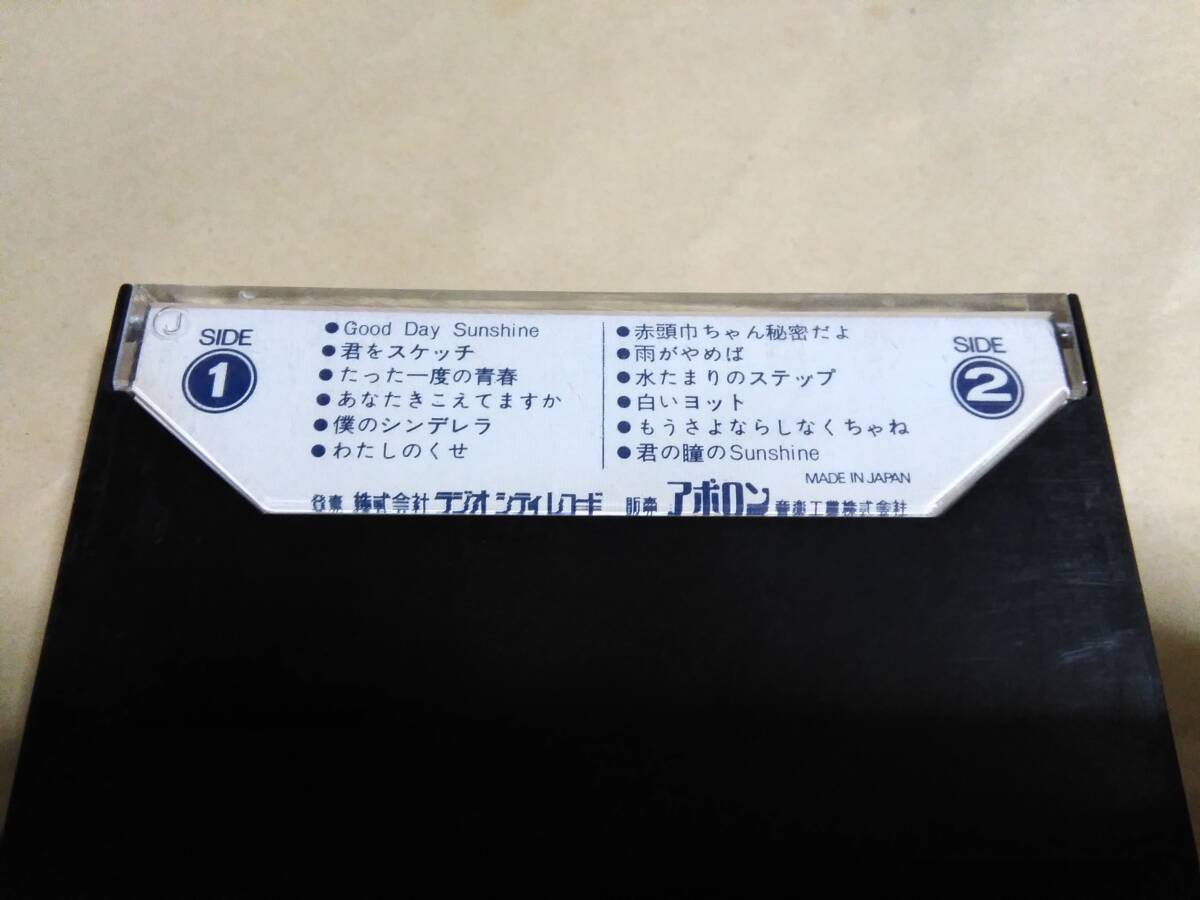 J
SIDE
1
● Good Day Sunshine
● 君をスケッチ
● たった一度の青春
● あなたきこえてますか
● 僕のシンデレラ
● わたしのくせ
● 赤頭巾ちゃん秘密だよ
● 雨がやめば
● 水たまりのステップ
● 白いヨット
● もうさよならしなくちゃね
● 君の瞳のSunshine
SIDE
2
MADE IN JAPAN
発売 株式会社 ラジオシティレコード 販売 アポロン 音楽工業株式会社